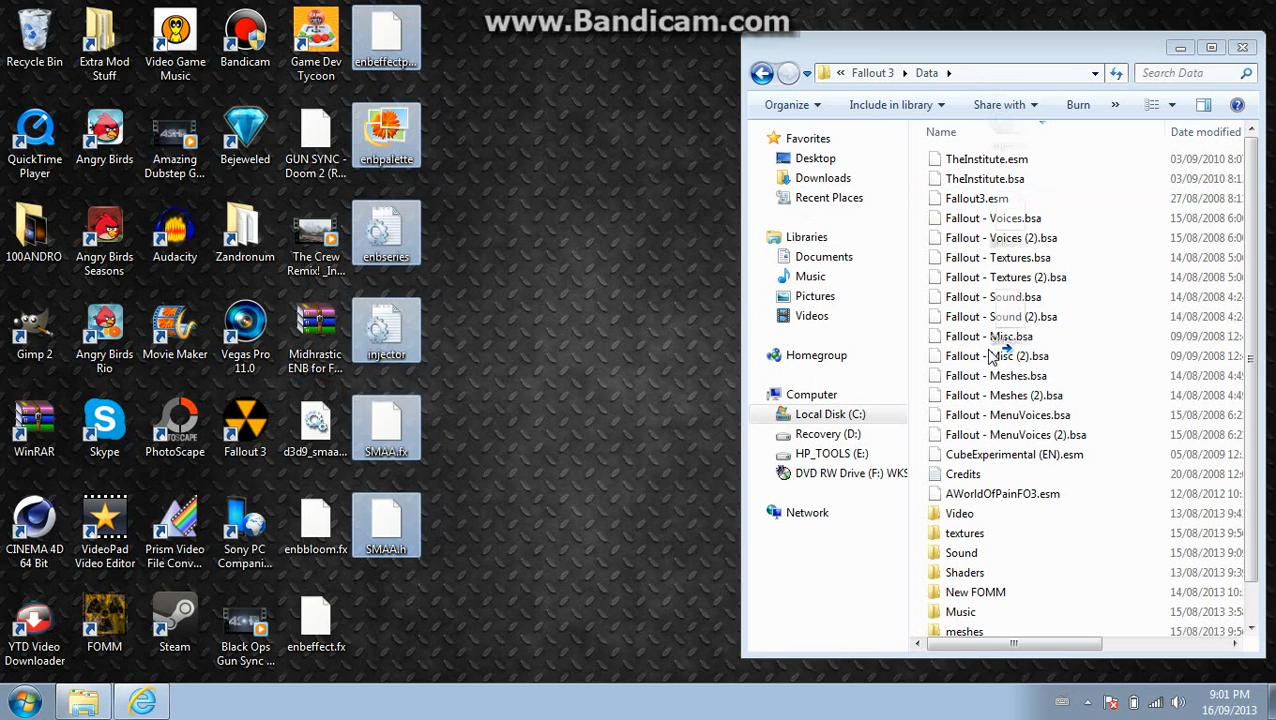 www.Bandicam.com
Recycle Bin
Extra Mod
Stuff
Video Game
Music
Bandicam
Game Dev
Tycoon
enbeffectp...
QuickTime
Player
Angry Birds
Amazing
Dubstep G...
Bejeweled
GUN SYNC -
Doom 2 (R...
enbpalette
100ANDRO
Angry Birds
Seasons
Audacity
Zandronum
The Crew
Remix! _In...
enbseries
Gimp 2
Angry Birds
Rio
Movie Maker
Vegas Pro
11.0
Midhrastic
ENB for F...
injector
WinRAR
Skype
PhotoScape
Fallout 3
d3d9_smaa...
SMAA.fx
CINEMA 4D
64 Bit
VideoPad
Video Editor
Prism Video
File Conv...
Sony PC
Compani...
enbbloom.fx
SMAA.h
YTD Video
Downloader
FOMM
Steam
Black Ops
Gun Sync ...
enbeffect.fx
« Fallout 3 Data
Search Data
Organize Include in library Share with Burn »
Favorites
Desktop
Downloads
Recent Places
Libraries
Documents
Music
Pictures
Videos
Homegroup
Computer
Local Disk (C:)
Recovery (D:)
HP_TOOLS (E:)
DVD RW Drive (F:) WKS
Network
Name Date modified
TheInstitute.esm 03/09/2010 8:0
TheInstitute.bsa 03/09/2010 8:1
Fallout3.esm 27/08/2008 8:1
Fallout - Voices.bsa 15/08/2008 6:0
Fallout - Voices (2).bsa 15/08/2008 6:0
Fallout - Textures.bsa 14/08/2008 5:0
Fallout - Textures (2).bsa 14/08/2008 5:0
Fallout - Sound.bsa 14/08/2008 4:2
Fallout - Sound (2).bsa 14/08/2008 4:2
Fallout - Misc.bsa 09/09/2008 2:
Fallout - Misc (2).bsa 09/09/2008 2:
Fallout - Meshes.bsa 14/08/2008 4:4
Fallout - Meshes (2).bsa 14/08/2008 4:4
Fallout - MenuVoices.bsa 15/08/2008 6:2
Fallout - MenuVoices (2).bsa 15/08/2008 6:2
CubeExperimental (EN).esm 02/09/2010 10:
Credits 20/08/2008 12:
AWorldOfPainFO3.esm 12/08/2012 10:
Video 13/08/2013 9:4
textures 15/08/2013 9:
Sound 15/08/2013 9:
Shaders 13/08/2013 9:
New FOMM 14/08/2013 10:
Music 15/08/2013 3:5
meshes 15/08/2013 9:
9:01 PM
16/09/2013